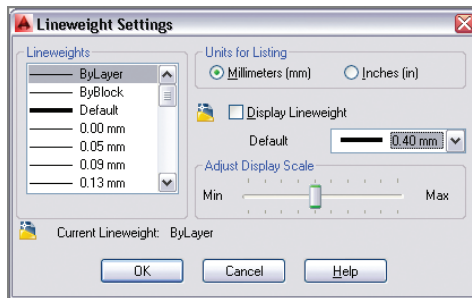 Lineweight Settings
Lineweights
ByLayer
ByBlock
Default
0.00 mm
0.05 mm
0.09 mm
0.13 mm
Units for Listing
Millimeters (mm)
Inches (in)
Display Lineweight
Default
0.40 mm
Adjust Display Scale
Min
Max
Current Lineweight: ByLayer
OK
Cancel
Help